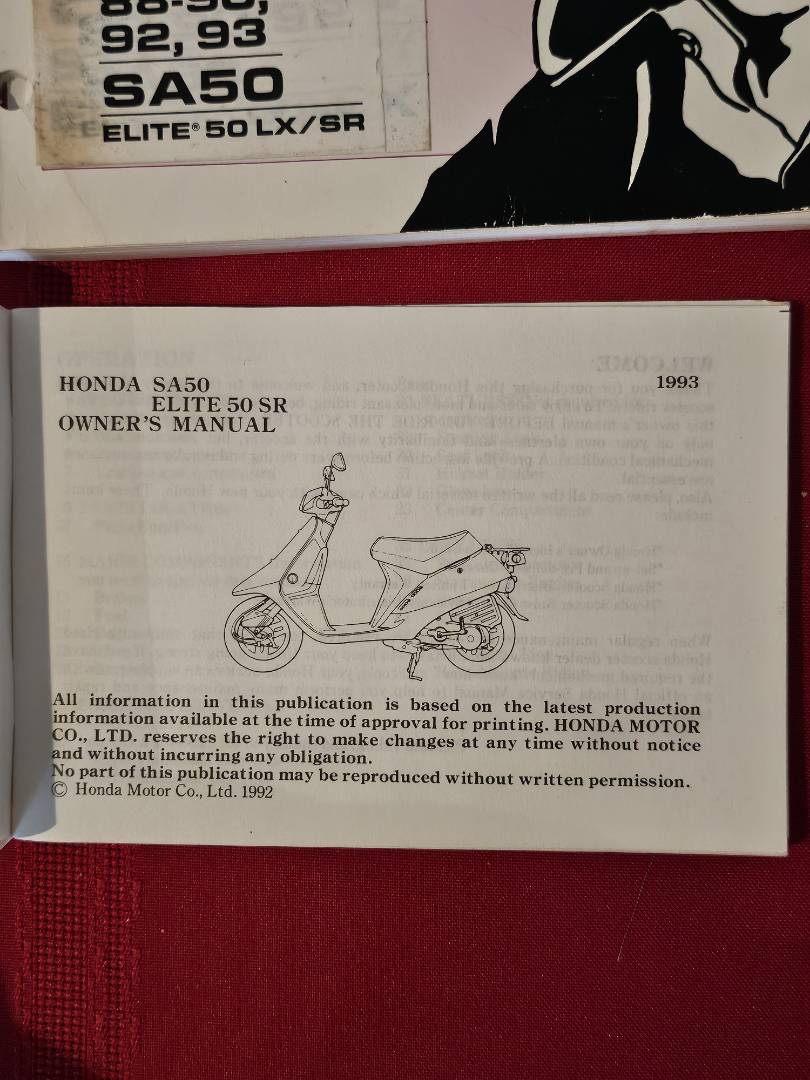 88-90,
92, 93
SA50
ELITE® 50 LX/SR
HONDA SA50
ELITE 50 SR
OWNER'S MANUAL
1993
All information in this publication is based on the latest production
information available at the time of approval for printing. HONDA MOTOR
CO., LTD. reserves the right to make changes at any time without notice
and without incurring any obligation.
No part of this publication may be reproduced without written permission.
© Honda Motor Co., Ltd. 1992